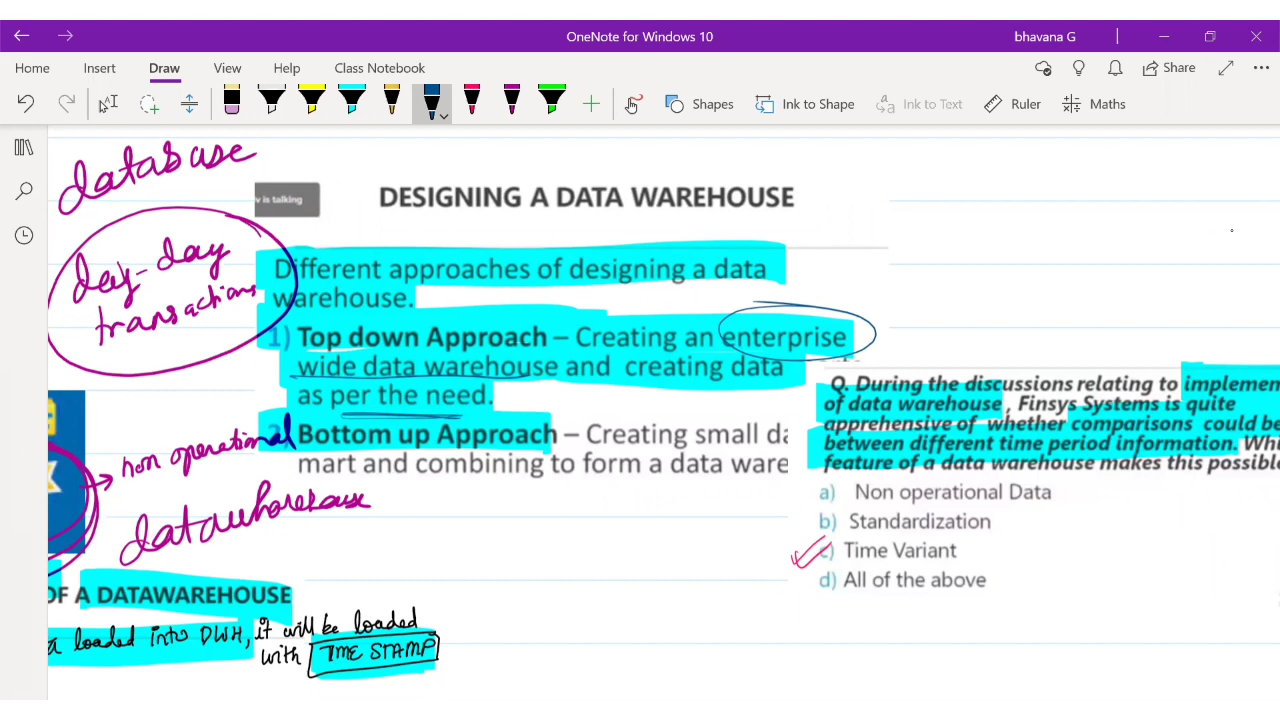 OneNote for Windows 10
bhavana G
Home Insert Draw View Help Class Notebook
Share
Shapes Ink to Shape Ink to Text Ruler Maths
database
v is talking
DESIGNING A DATA WAREHOUSE
day-day
transactions
Different approaches of designing a data
warehouse.
1) Top down Approach – Creating an enterprise
wide data warehouse and creating data
as per the need.
2) Bottom up Approach – Creating small da
mart and combining to form a data ware
non operational
datawarehouse
Q. During the discussions relating to implemen
of data warehouse , Finsys Systems is quite
apprehensive of whether comparisons could be
between different time period information. Whi
feature of a data warehouse makes this possible
a) Non operational Data
b) Standardization
c) Time Variant
d) All of the above
OF A DATAWAREHOUSE
a loaded into DWH, it will be loaded
with TIME STAMP